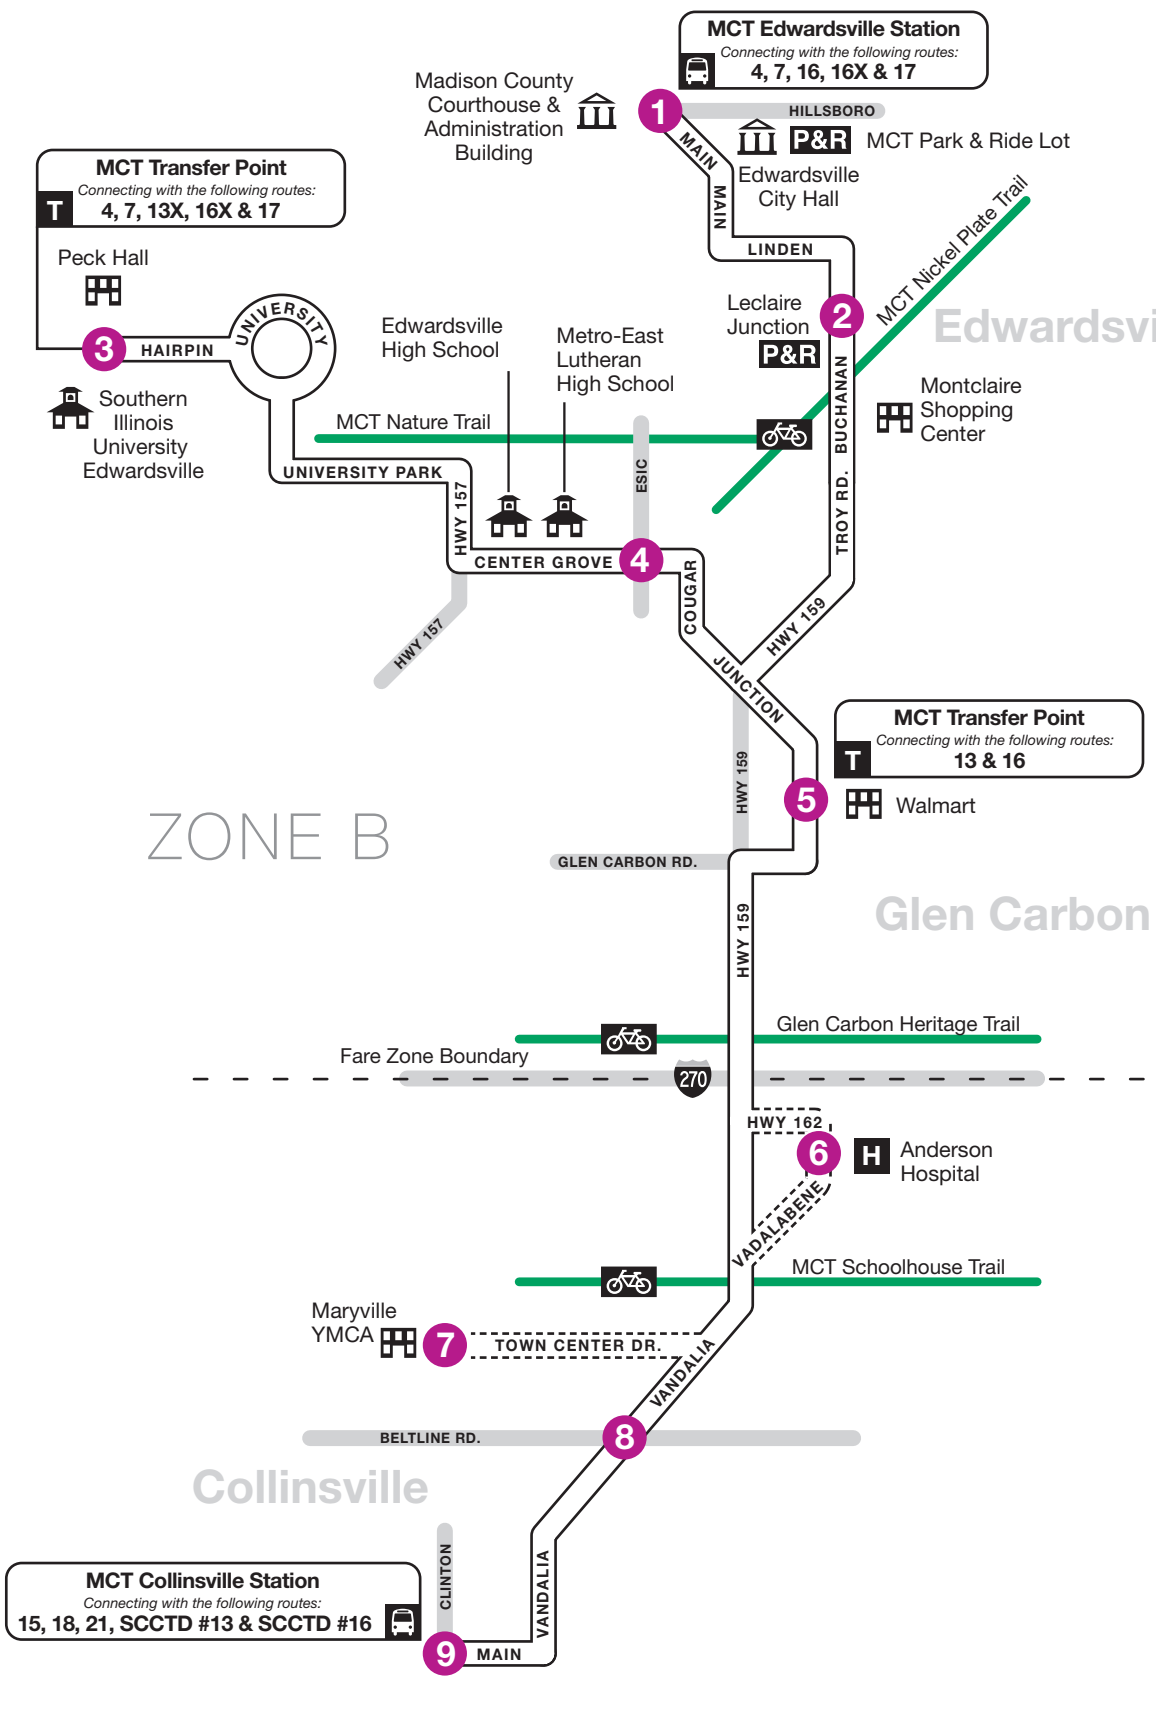 MCT Edwardsville Station
Connecting with the following routes:
4, 7, 16, 16X & 17
Madison County
Courthouse &
Administration
Building
1
HILLSBORO
MAIN
P&R
MCT Park & Ride Lot
Edwardsville
City Hall
MAIN
LINDEN
MCT Nickel Plate Trail
MCT Transfer Point
Connecting with the following routes:
T
4, 7, 13X, 16X & 17
Peck Hall
3
HAIRPIN
UNIVERSITY
Southern
Illinois
University
Edwardsville
Edwardsville
High School
Metro-East
Lutheran
High School
Leclaire
Junction
P&R
2
Edwardsvi
BUCHANAN
Montclaire
Shopping
Center
MCT Nature Trail
UNIVERSITY PARK
HWY 157
ESIC
TROY RD.
CENTER GROVE
4
COUGAR
HWY 157
HWY 159
JUNCTION
MCT Transfer Point
Connecting with the following routes:
T
13 & 16
HWY 159
5
Walmart
ZONE B
GLEN CARBON RD.
Glen Carbon
HWY 159
Glen Carbon Heritage Trail
Fare Zone Boundary
270
HWY 162
6
H
Anderson
Hospital
VADALABENE
MCT Schoolhouse Trail
Maryville
YMCA
7
TOWN CENTER DR.
VANDALIA
BELTLINE RD.
8
Collinsville
CLINTON
VANDALIA
MCT Collinsville Station
Connecting with the following routes:
15, 18, 21, SCCTD #13 & SCCTD #16
9
MAIN